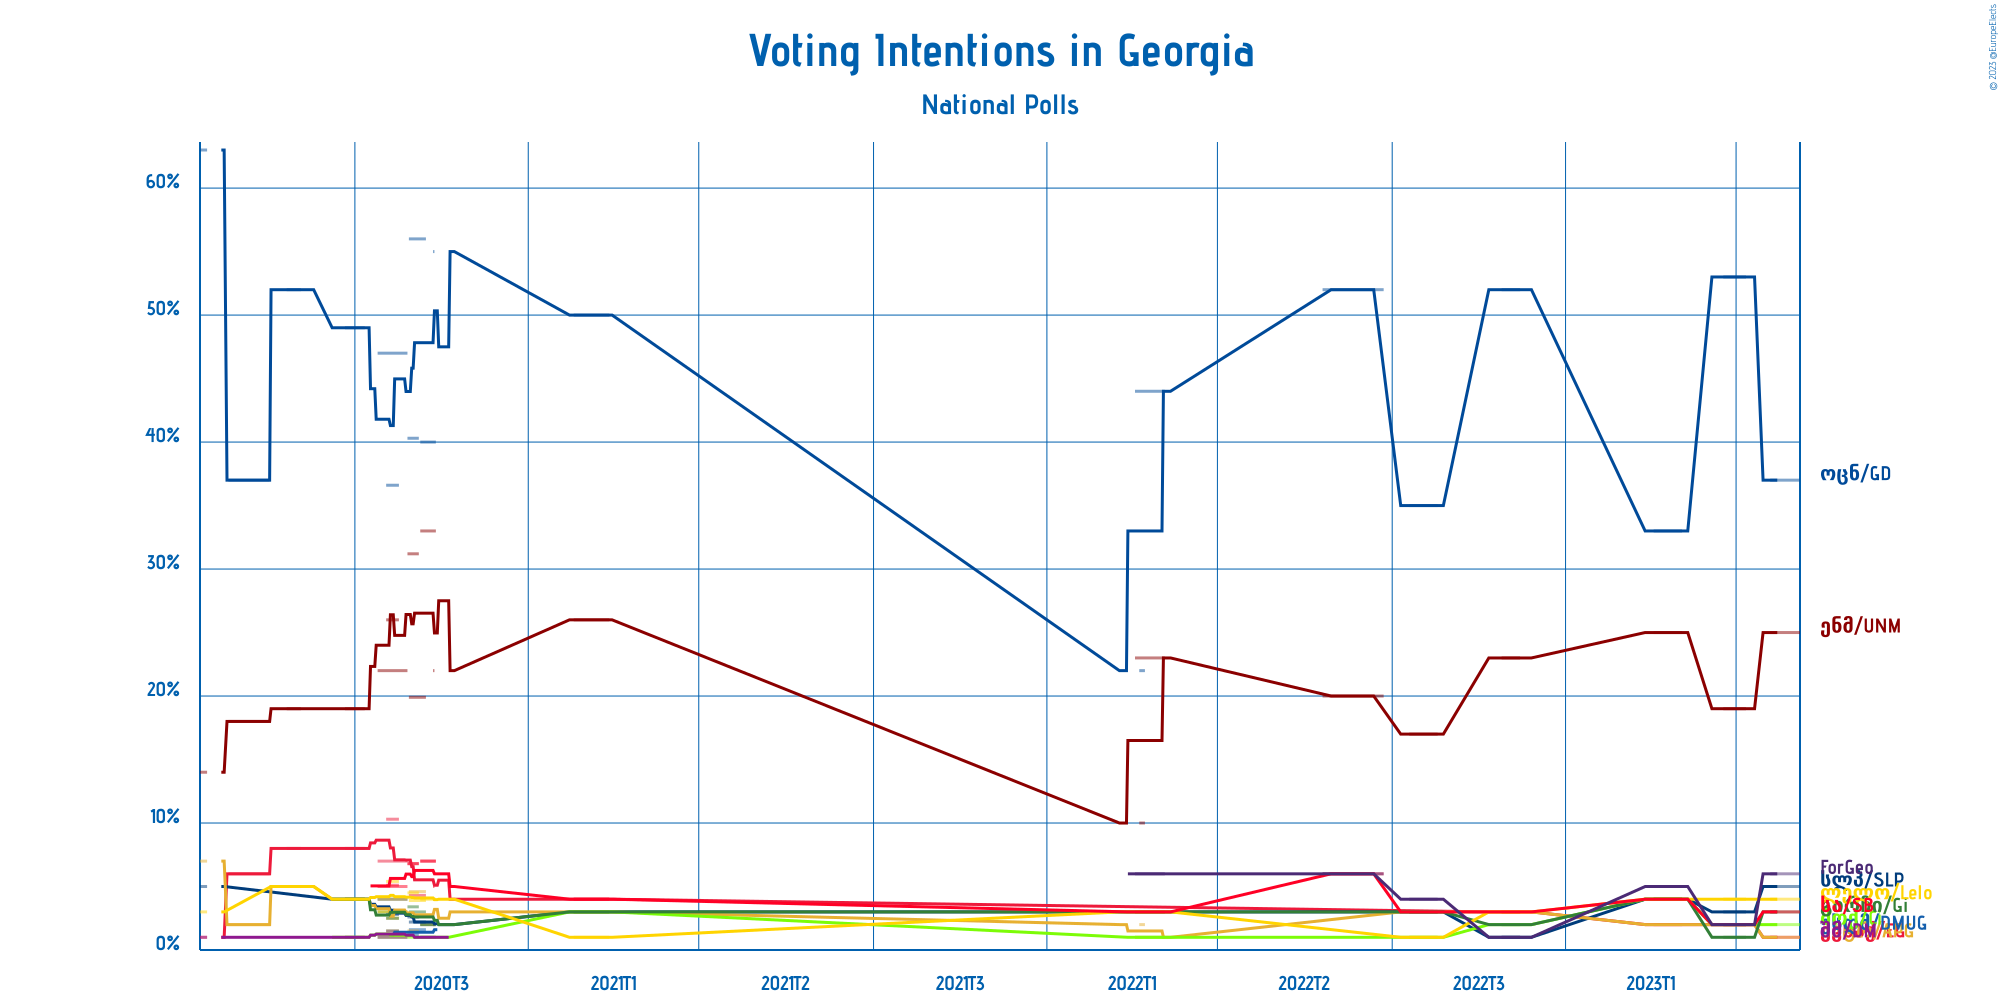 © 2023 @EuropeElects
Voting Intentions in Georgia
National Polls
60%
50%
40%
30%
20%
10%
0%
ოცნ/GD
ენმ/UNM
ForGeo
სლპ/SLP
ლელო/Lelo
2020T3
2021T1
2021T2
2021T3
2022T1
2022T2
2022T3
2023T1